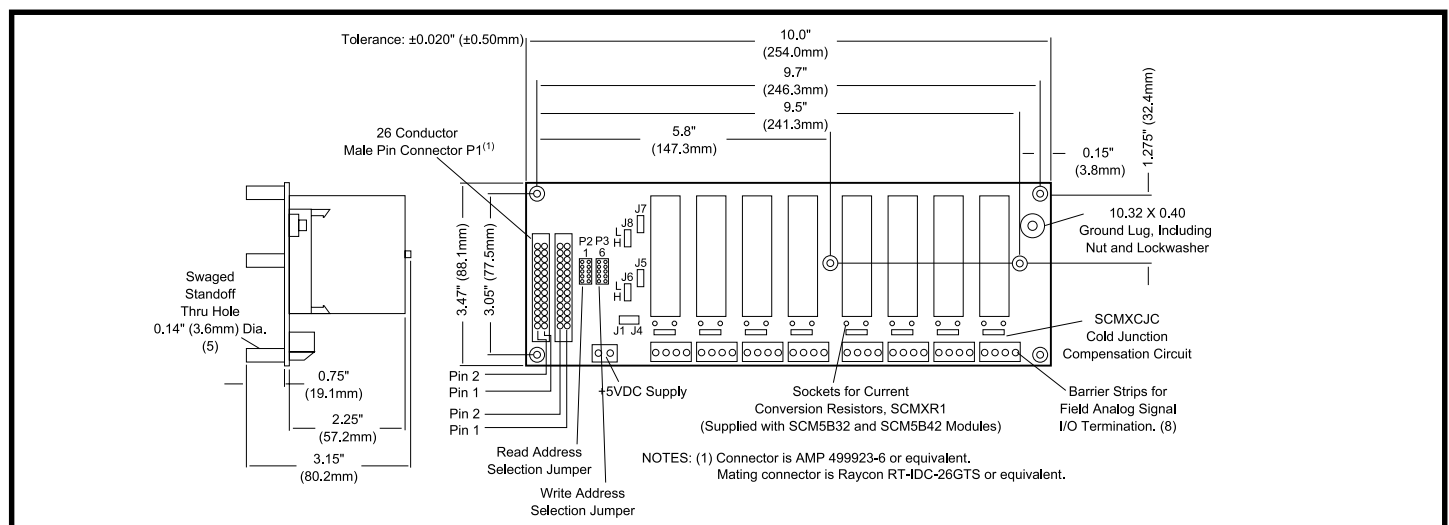 Tolerance: ±0.020" (±0.50mm)
10.0"
(254.0mm)
9.7"
(246.3mm)
9.5"
(241.3mm)
5.8"
(147.3mm)
1.275" (32.4mm)
0.15"
(3.8mm)
26 Conductor
Male Pin Connector P1(1)
10.32 X 0.40
Ground Lug, Including
Nut and Lockwasher
3.47" (88.1mm)
3.05" (77.5mm)
P2
1
P3
6
L
H
J8
J7
L
H
J6
J5
J1 J4
Swaged
Standoff
Thru Hole
0.14" (3,6mm) Dia.
(5)
SCMXCJC
Cold Junction
Compensation Circuit
0.75"
(19.1mm)
2.25"
(57.2mm)
3.15"
(80.2mm)
Pin 2
Pin 1
Pin 2
Pin 1
+5VDC Supply
Sockets for Current
Conversion Resistors, SCMXR1
(Supplied with SCM5B32 and SCM5B42 Modules)
Barrier Strips for
Field Analog Signal
I/O Termination. (8)
Read Address
Selection Jumper
Write Address
Selection Jumper
NOTES: (1) Connector is AMP 499923-6 or equivalent.
Mating connector is Raycon RT-IDC-26GTS or equivalent.